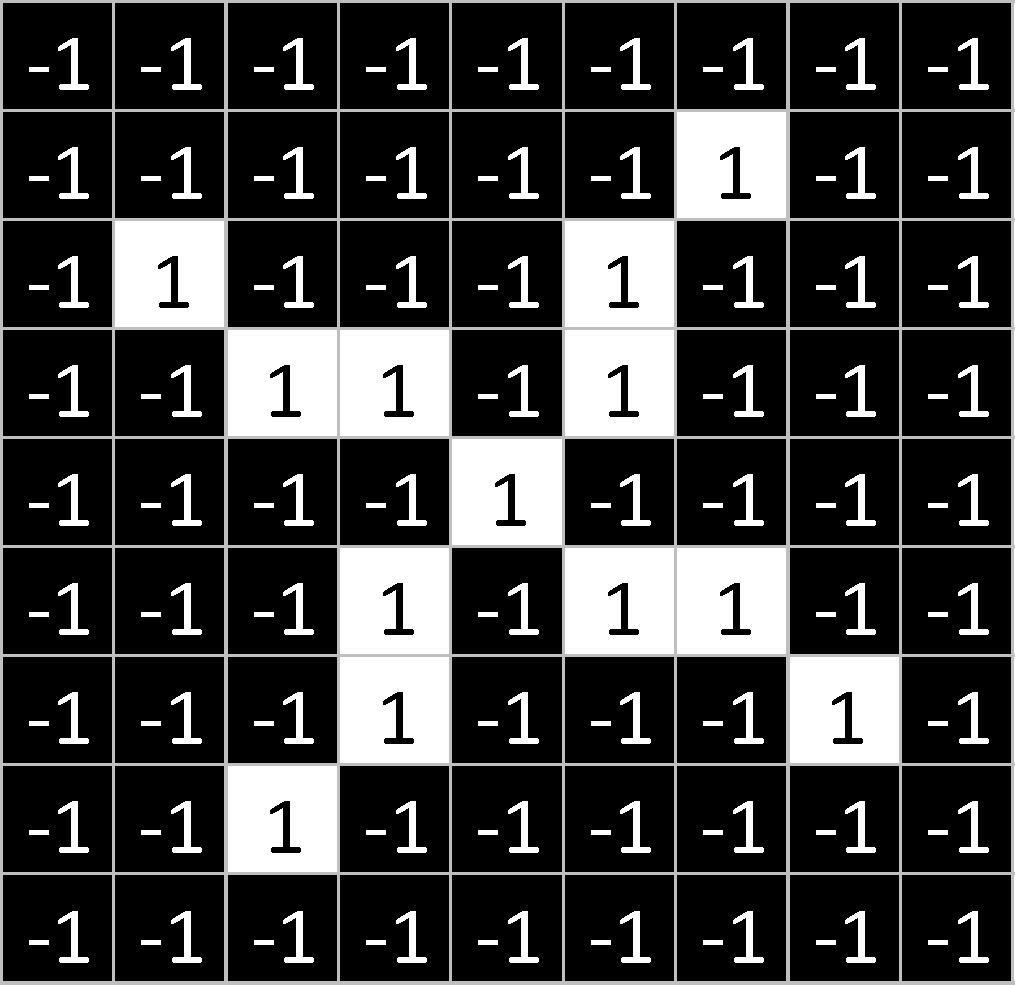 -1 -1 -1 -1 -1 -1 -1 -1 -1
-1 -1 -1 -1 -1 -1 1 -1 -1
-1 1 -1 -1 -1 1 -1 -1 -1
-1 -1 1 1 -1 1 -1 -1 -1
-1 -1 -1 -1 1 -1 -1 -1 -1
-1 -1 -1 1 -1 1 1 -1 -1
-1 -1 -1 1 -1 -1 -1 1 -1
-1 -1 1 -1 -1 -1 -1 -1 -1
-1 -1 -1 -1 -1 -1 -1 -1 -1